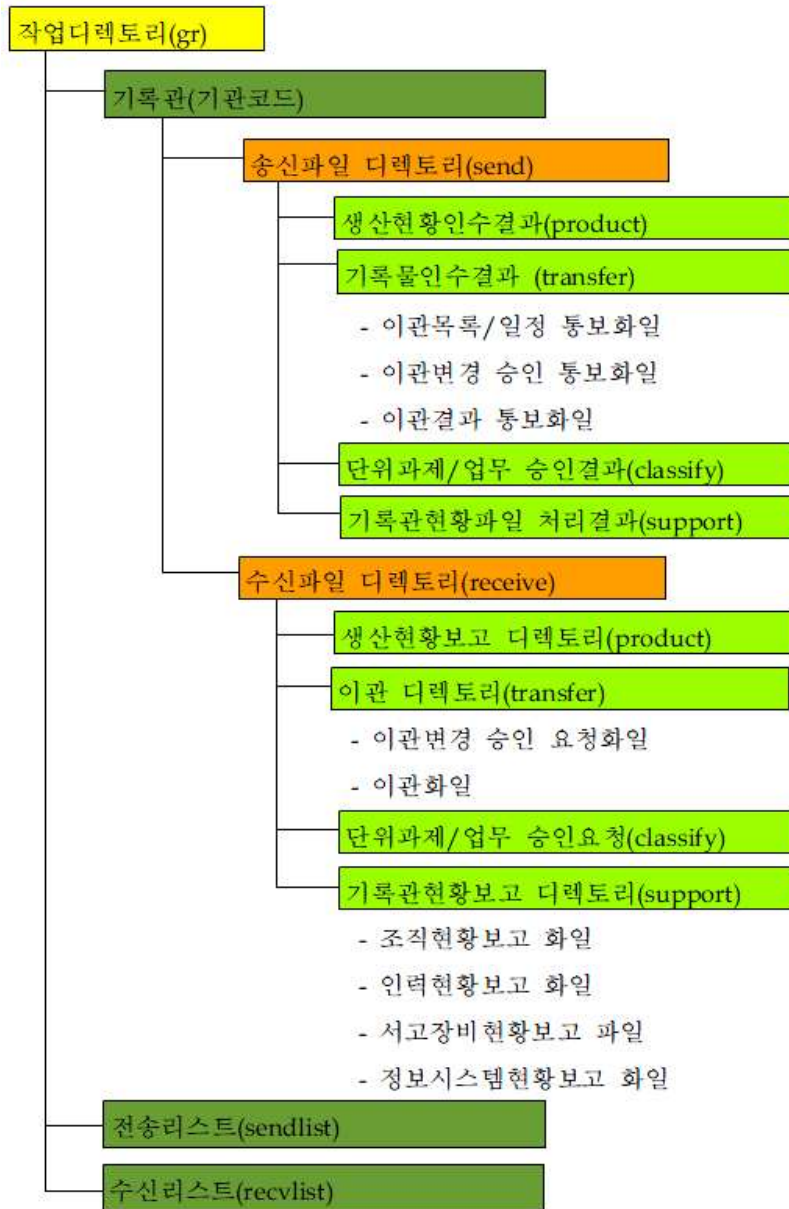 작업디렉토리(gr)
기록관(기관코드)
송신파일 디렉토리(send)
생산현황인수결과(product)
기록물인수결과 (transfer)
- 이관목록/일정 통보화일
- 이관변경 승인 통보화일
- 이관결과 통보화일
단위과제/업무 승인결과(classify)
기록관현황파일 처리결과(support)
수신파일 디렉토리(receive)
생산현황보고 디렉토리(product)
이관 디렉토리(transfer)
- 이관변경 승인 요청화일
- 이관화일
단위과제/업무 승인요청(classify)
기록관현황보고 디렉토리(support)
- 조직현황보고 화일
- 인력현황보고 화일
- 서고장비현황보고 파일
- 정보시스템현황보고 화일
전송리스트(sendlist)
수신리스트(recvlist)